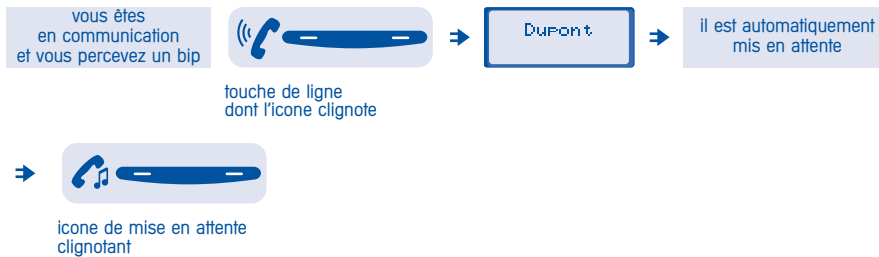 vous êtes
en communication
et vous percevez un bip
touche de ligne
dont l'icone clignote
Dupont
il est automatiquement
mis en attente
icone de mise en attente
clignotant